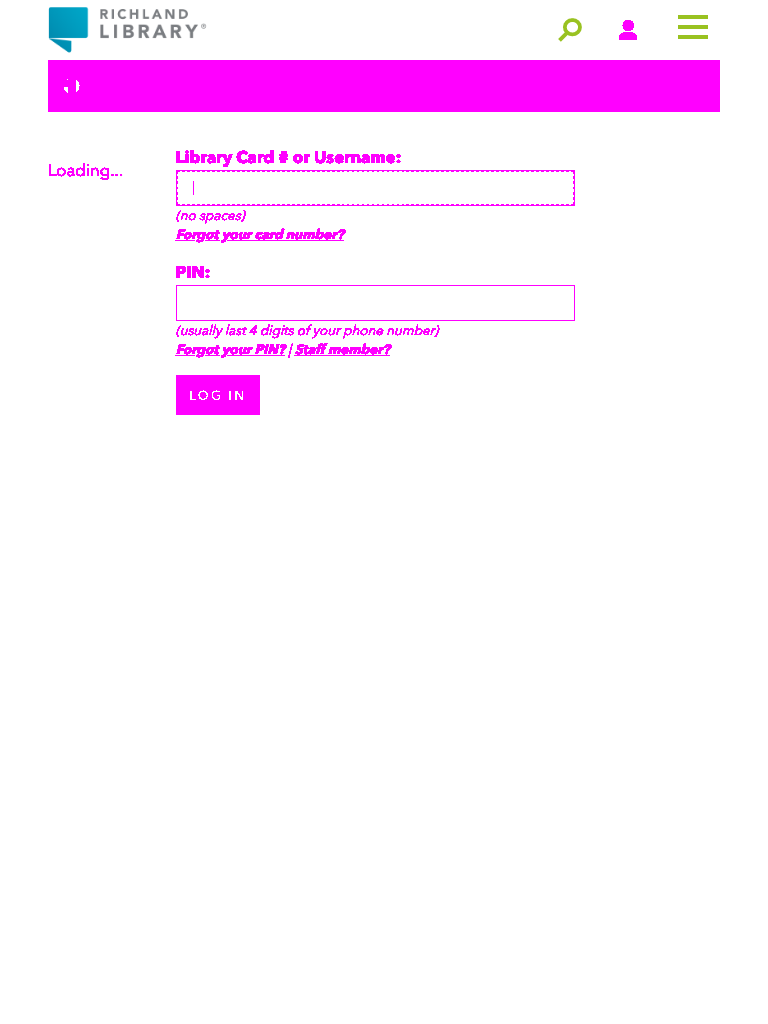 RICHLAND
LIBRARY®
Loading...
Library Card # or Username:
(no spaces)
Forgot your card number?
PIN:
(usually last 4 digits of your phone number)
Forgot your PIN? | Staff member?
LOG IN